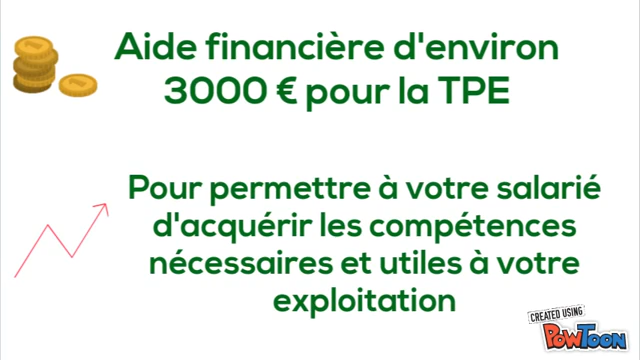 Aide financière d'environ
3000 € pour la TPE
Pour permettre à votre salarié
d'acquérir les compétences
nécessaires et utiles à votre
exploitation
CREATED USING
POWTOON